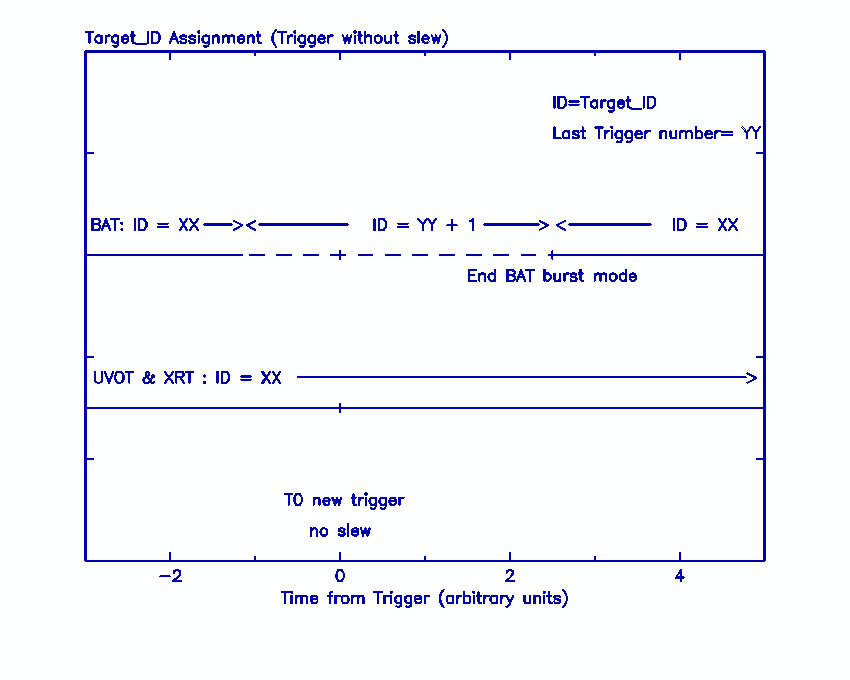 Target_ID Assignment (Trigger without slew)
ID=Target_ID
Last Trigger number= YY
BAT: ID = XX ID = YY + 1 ID = XX
End BAT burst mode
UVOT & XRT : ID = XX
T0 new trigger
no slew
−2 0 2 4
Time from Trigger (arbitrary units)